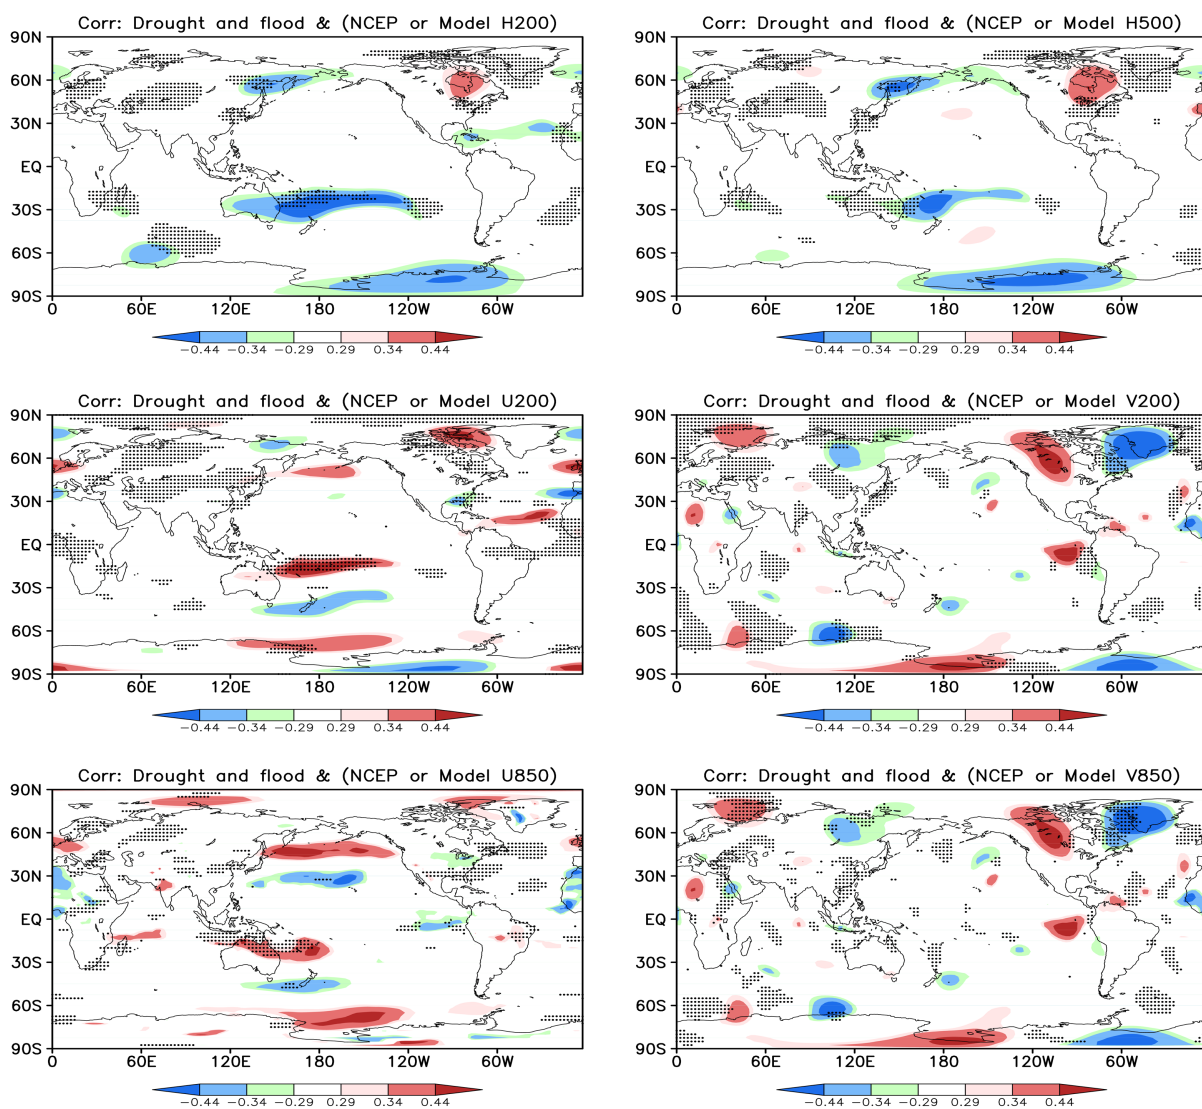 Corr: Drought and flood & (NCEP or Model H200)
90N
60N
30N
EQ
30S
60S
90S
0 60E 120E 180 120W 60W
−0.44 −0.34 −0.29 0.29 0.34 0.44
Corr: Drought and flood & (NCEP or Model H500)
90N
60N
30N
EQ
30S
60S
90S
0 60E 120E 180 120W 60W
−0.44 −0.34 −0.29 0.29 0.34 0.44
Corr: Drought and flood & (NCEP or Model U200)
90N
60N
30N
EQ
30S
60S
90S
0 60E 120E 180 120W 60W
−0.44 −0.34 −0.29 0.29 0.34 0.44
Corr: Drought and flood & (NCEP or Model V200)
90N
60N
30N
EQ
30S
60S
90S
0 60E 120E 180 120W 60W
−0.44 −0.34 −0.29 0.29 0.34 0.44
Corr: Drought and flood & (NCEP or Model U850)
90N
60N
30N
EQ
30S
60S
90S
0 60E 120E 180 120W 60W
−0.44 −0.34 −0.29 0.29 0.34 0.44
Corr: Drought and flood & (NCEP or Model V850)
90N
60N
30N
EQ
30S
60S
90S
0 60E 120E 180 120W 60W
−0.44 −0.34 −0.29 0.29 0.34 0.44